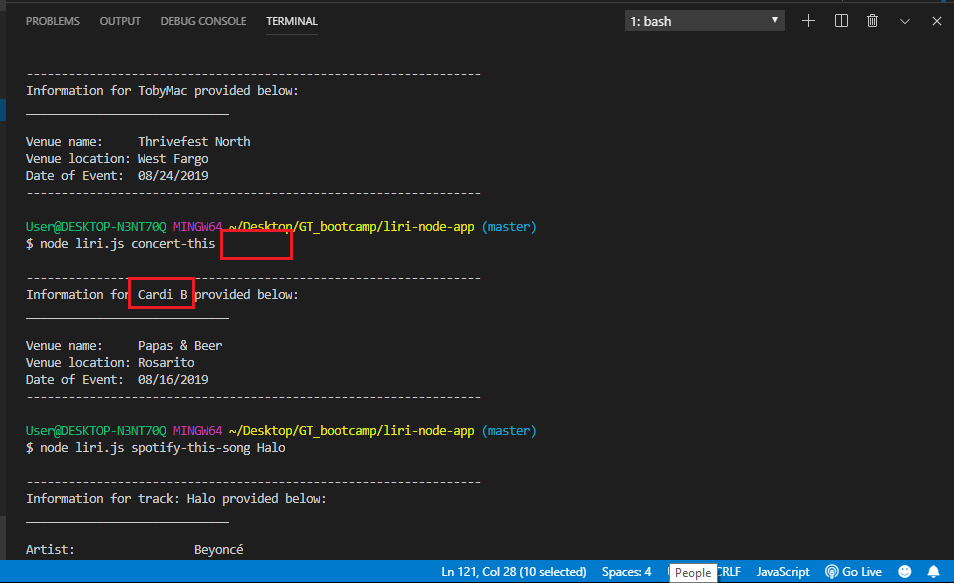 PROBLEMS OUTPUT DEBUG CONSOLE TERMINAL 1: bash
-----------------------------------------------------------------
Information for TobyMac provided below:
_____________________________
Venue name: Thrivefest North
Venue location: West Fargo
Date of Event: 08/24/2019
-----------------------------------------------------------------
User@DESKTOP-N3NT70Q MINGW64 ~/Desktop/GT_bootcamp/liri-node-app (master)
$ node liri.js concert-this
-----------------------------------------------------------------
Information for Cardi B provided below:
_____________________________
Venue name: Papas & Beer
Venue location: Rosarito
Date of Event: 08/16/2019
-----------------------------------------------------------------
User@DESKTOP-N3NT70Q MINGW64 ~/Desktop/GT_bootcamp/liri-node-app (master)
$ node liri.js spotify-this-song Halo
-----------------------------------------------------------------
Information for track: Halo provided below:
_____________________________
Artist: Beyoncé
Ln 121, Col 28 (10 selected) Spaces: 4 People CRLF JavaScript Go Live